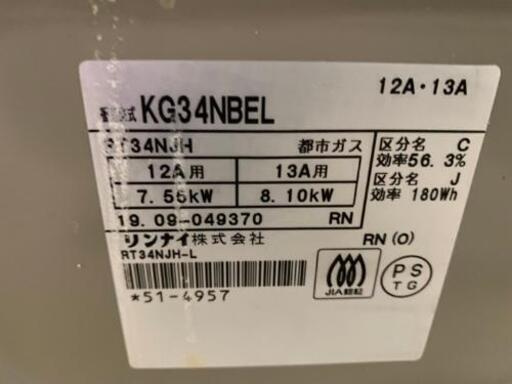 12A・13A
型式 KG34NBEL
RT34NJH 都市ガス
12A用 13A用
7.55kW 8.10kW
19.09-049370 RN
区分名 C
効率56.3%
区分名 J
効率 180Wh
リンナイ株式会社
RN(O)
RT34NJH-L
*51-4957
JIA認証
PS
TG